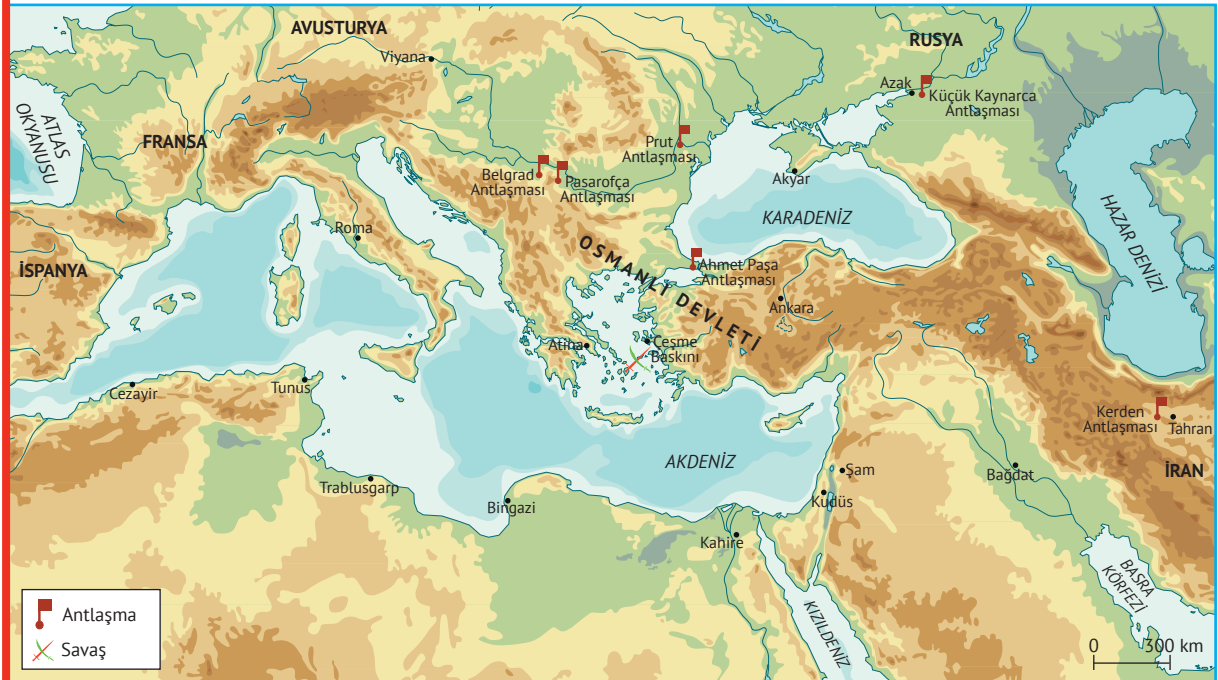 AVUSTURYA
Viyana
RUSYA
Azak
Küçük Kaynarca
Antlaşması
ATLAS
OKYANUSU
FRANSA
Prut
Antlaşması
Belgrad
Antlaşması
Pasarofça
Antlaşması
Akyar
KARADENİZ
HAZAR DENİZİ
Roma
İSPANYA
OSMANLI DEVLETİ
Ahmet Paşa
Antlaşması
Ankara
Atina
Çeşme
Baskını
Cezayir
Tunus
Kerden
Antlaşması
Tahran
AKDENİZ
Şam
Bağdat
İRAN
Trablusgarp
Bingazi
Kudüs
Kahire
BASRA
KÖRFEZİ
KIZILDENİZ
Antlaşma
Savaş
0 300 km